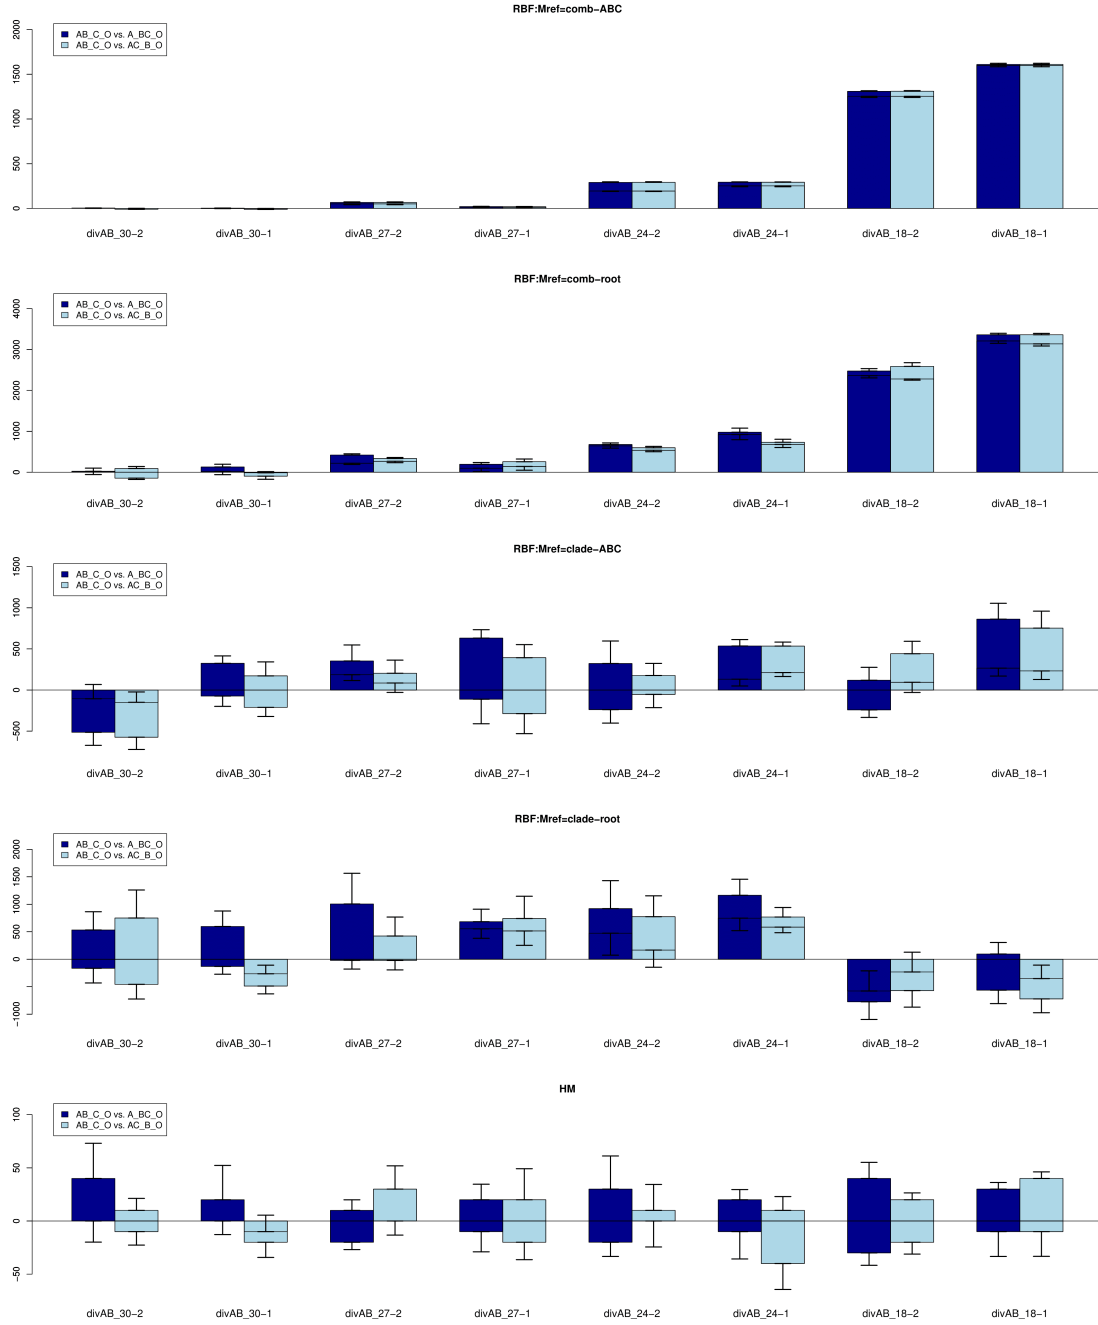 RBF:Mref=comb−ABC
AB_C_O vs. A_BC_O
AB_C_O vs. AC_B_O
0 500 1000 1500 2000
divAB_30−2 divAB_30−1 divAB_27−2 divAB_27−1 divAB_24−2 divAB_24−1 divAB_18−2 divAB_18−1
RBF:Mref=comb−root
AB_C_O vs. A_BC_O
AB_C_O vs. AC_B_O
0 1000 2000 3000 4000
divAB_30−2 divAB_30−1 divAB_27−2 divAB_27−1 divAB_24−2 divAB_24−1 divAB_18−2 divAB_18−1
RBF:Mref=clade−ABC
AB_C_O vs. A_BC_O
AB_C_O vs. AC_B_O
−500 0 500 1000 1500
divAB_30−2 divAB_30−1 divAB_27−2 divAB_27−1 divAB_24−2 divAB_24−1 divAB_18−2 divAB_18−1
RBF:Mref=clade−root
AB_C_O vs. A_BC_O
AB_C_O vs. AC_B_O
−1000 0 500 1000 1500 2000
divAB_30−2 divAB_30−1 divAB_27−2 divAB_27−1 divAB_24−2 divAB_24−1 divAB_18−2 divAB_18−1
HM
AB_C_O vs. A_BC_O
AB_C_O vs. AC_B_O
−50 0 50 100
divAB_30−2 divAB_30−1 divAB_27−2 divAB_27−1 divAB_24−2 divAB_24−1 divAB_18−2 divAB_18−1